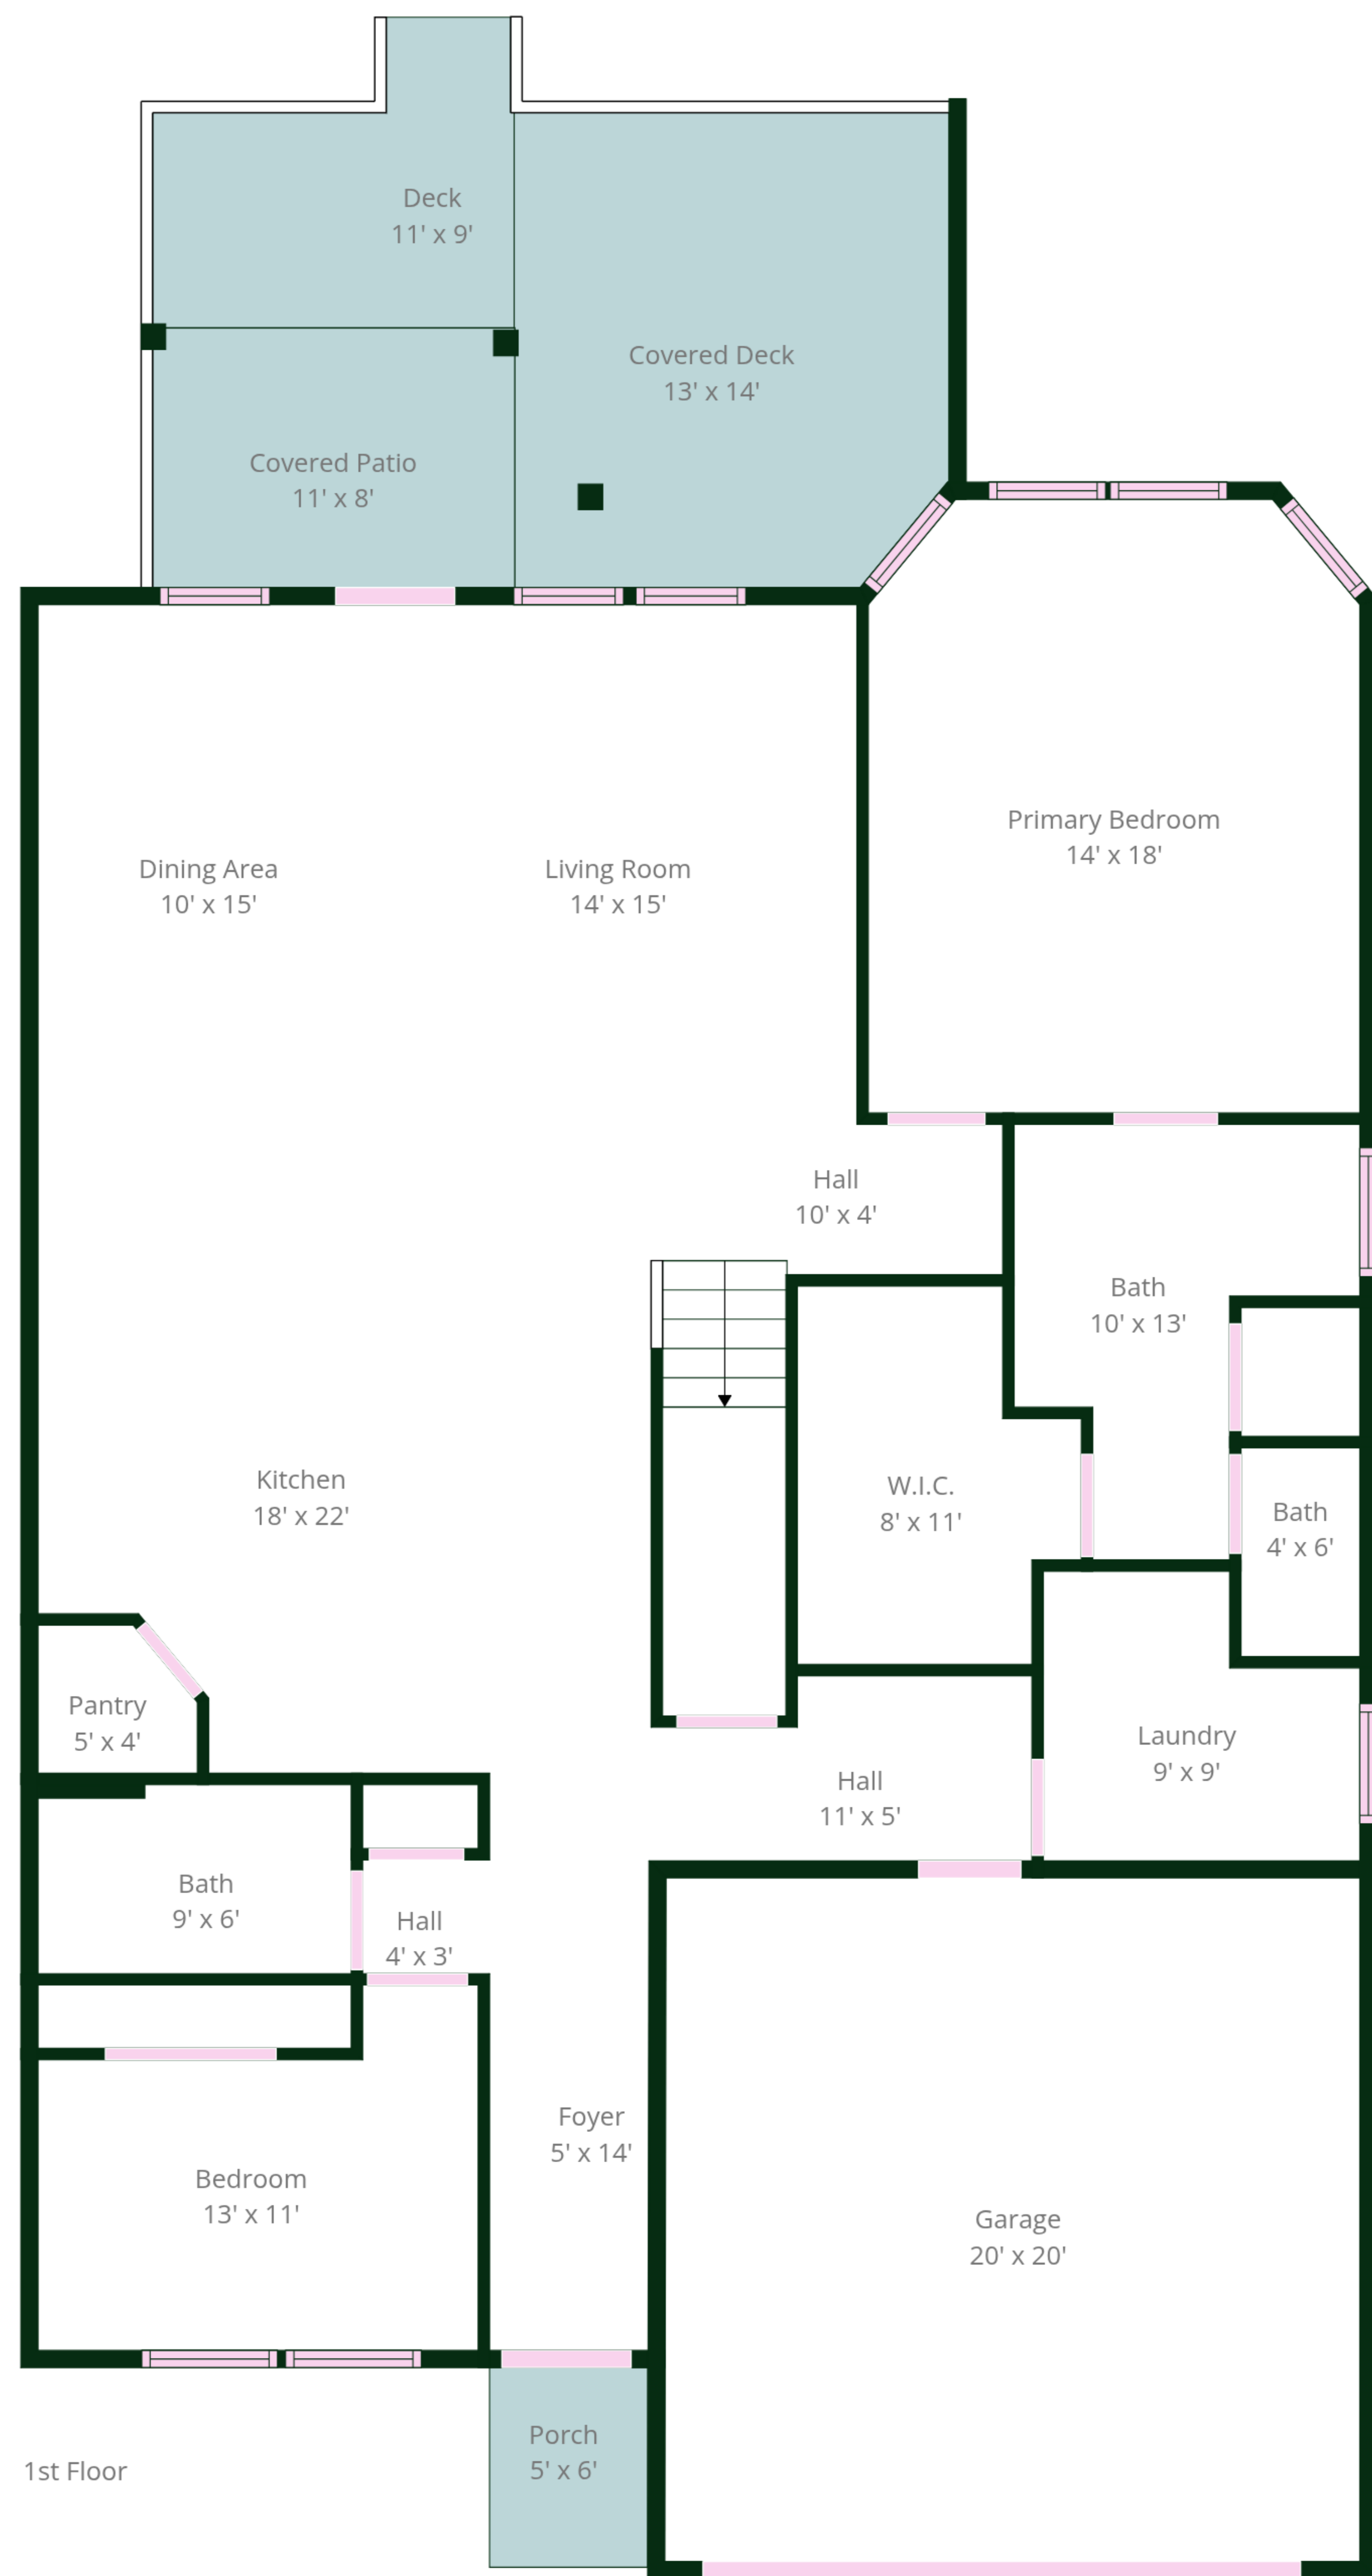 Deck
11' x 9'
Covered Deck
13' x 14'
Covered Patio
11' x 8'
Primary Bedroom
14' x 18'
Dining Area
10' x 15'
Living Room
14' x 15'
Hall
10' x 4'
Bath
10' x 13'
Kitchen
18' x 22'
W.I.C.
8' x 11'
Bath
4' x 6'
Pantry
5' x 4'
Laundry
9' x 9'
Hall
11' x 5'
Bath
9' x 6'
Hall
4' x 3'
Foyer
5' x 14'
Bedroom
13' x 11'
Garage
20' x 20'
Porch
5' x 6'
1st Floor